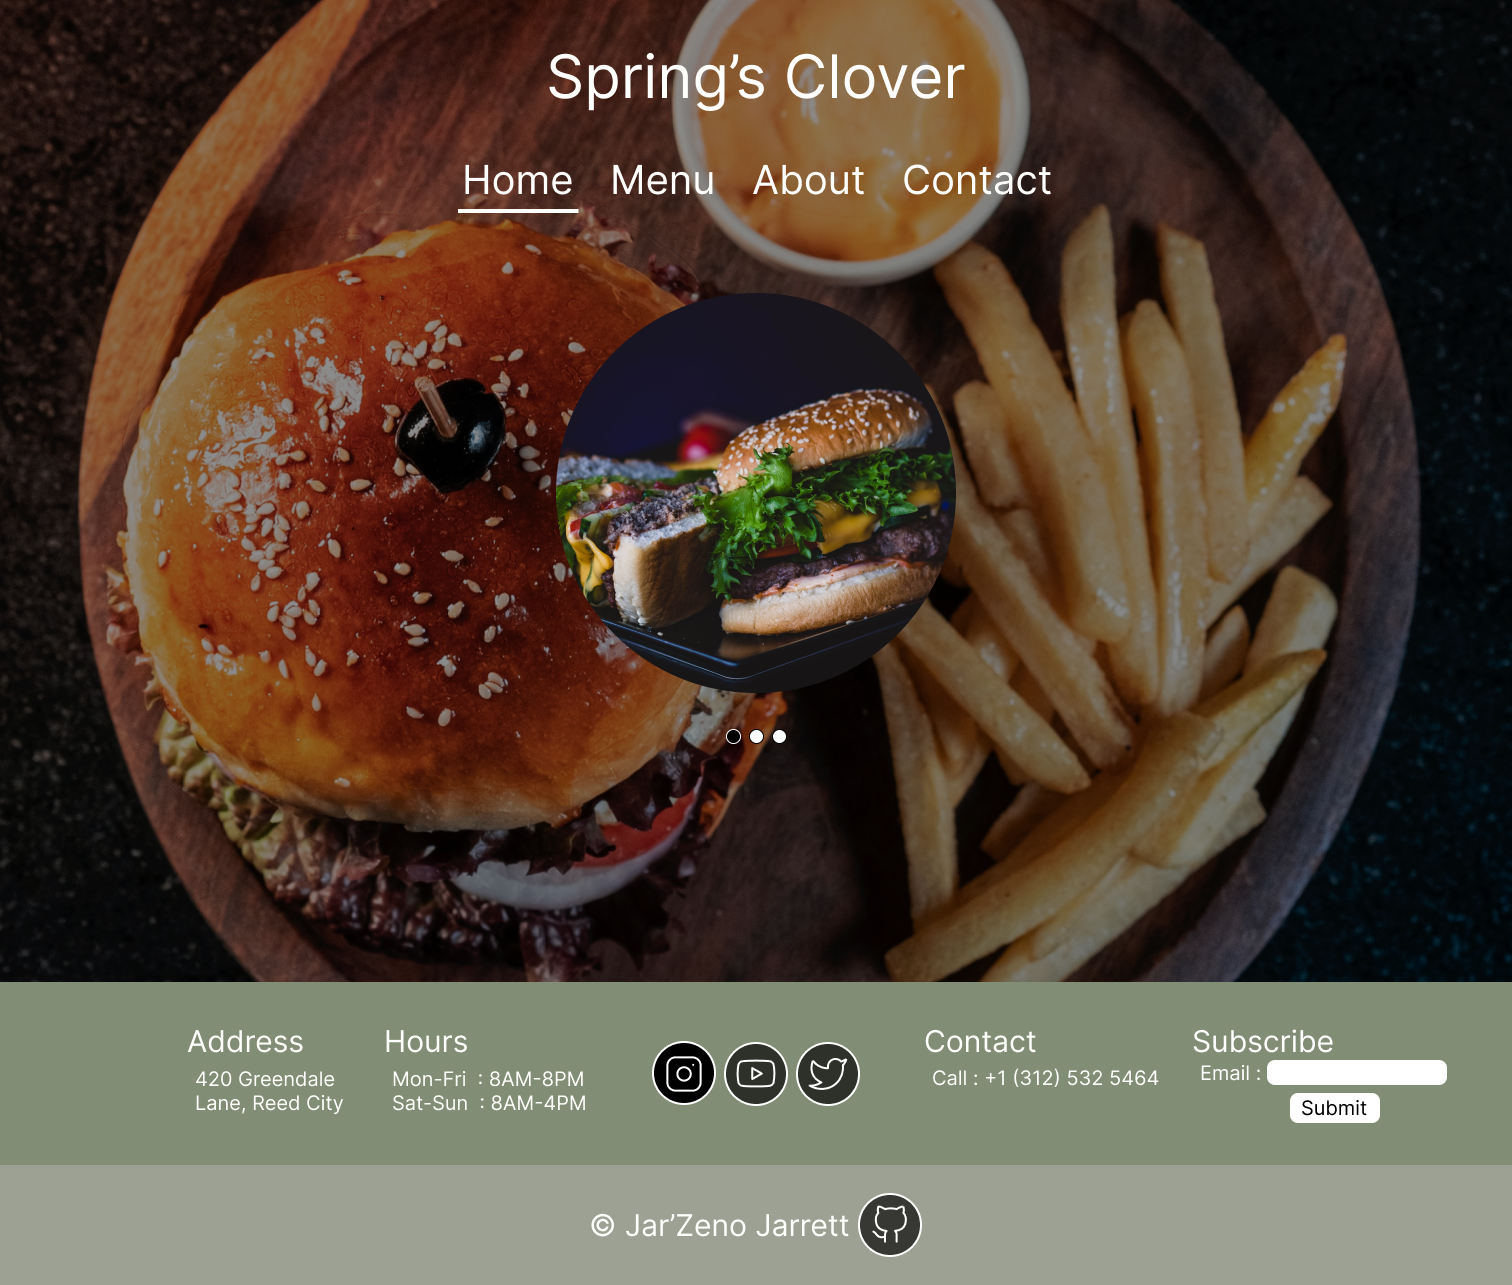 Spring’s Clover
Home Menu About Contact
Address
420 Greendale
Lane, Reed City
Hours
Mon-Fri : 8AM-8PM
Sat-Sun : 8AM-4PM
Contact
Call : +1 (312) 532 5464
Subscribe
Email :
Submit
© Jar’Zeno Jarrett